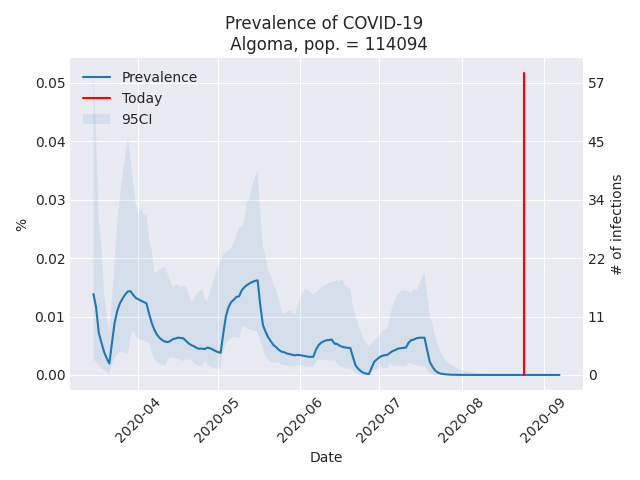 Prevalence of COVID-19
Algoma, pop. = 114094
Prevalence
Today
95CI
0.05
0.04
0.03
0.02
0.01
0.00
%
57
45
34
22
11
0
# of infections
2020-04
2020-05
2020-06
2020-07
2020-08
2020-09
Date